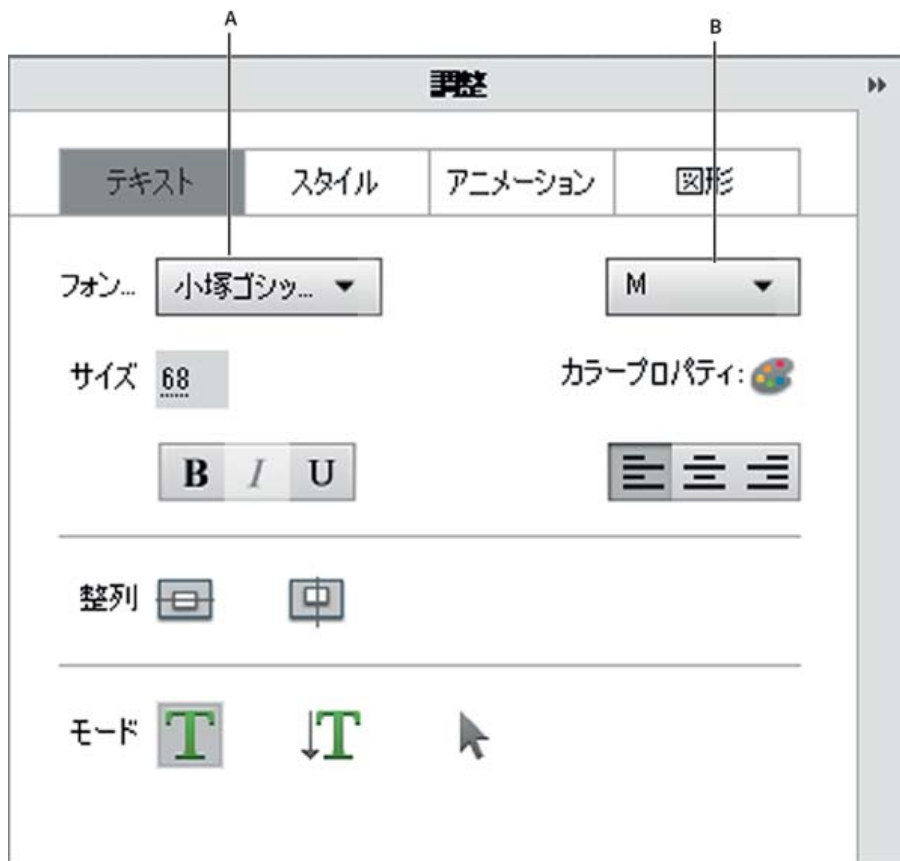 A
B
調整
テキスト スタイル アニメーション 図形
フォン... 小塚ゴシッ... M
サイズ 68 カラープロパティ:
B I U
整列
モード T T